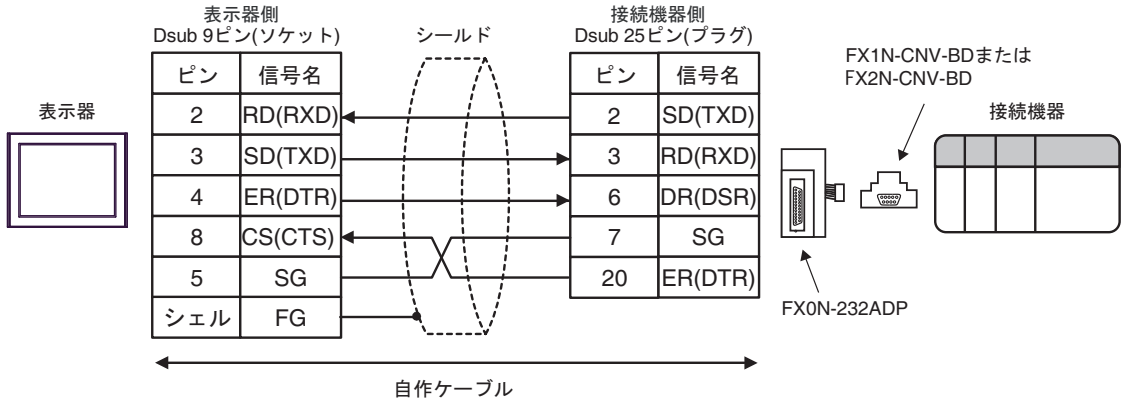 表示器側
Dsub 9ピン(ソケット)
シールド
接続機器側
Dsub 25ピン(プラグ)
FX1N-CNV-BDまたは
FX2N-CNV-BD
表示器
接続機器
ピン 信号名
2 RD(RXD)
3 SD(TXD)
4 ER(DTR)
8 CS(CTS)
5 SG
シェル FG
ピン 信号名
2 SD(TXD)
3 RD(RXD)
6 DR(DSR)
7 SG
20 ER(DTR)
FX0N-232ADP
自作ケーブル